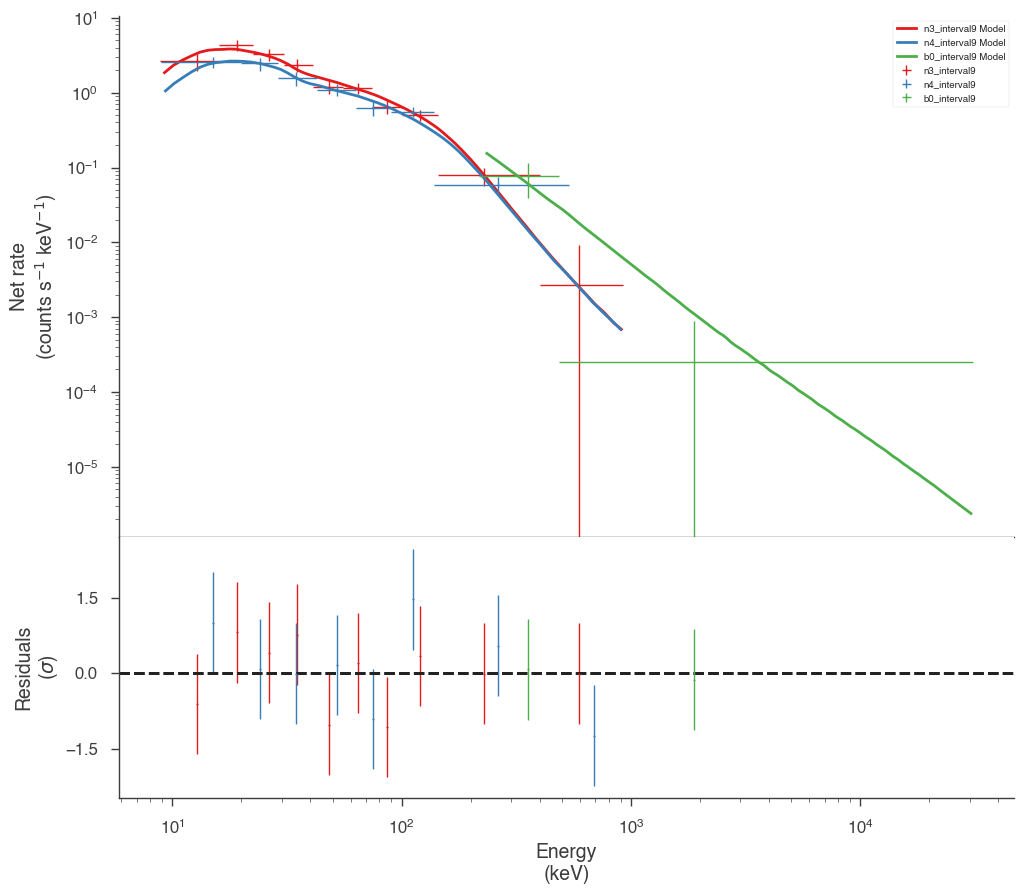 n3_interval9 Model
n4_interval9 Model
b0_interval9 Model
n3_interval9
n4_interval9
b0_interval9
10¹
10⁰
10⁻¹
10⁻²
10⁻³
10⁻⁴
10⁻⁵
Net rate
(counts s⁻¹ keV⁻¹)
1.5
0.0
−1.5
Residuals
(σ)
10¹ 10² 10³ 10⁴
Energy
(keV)